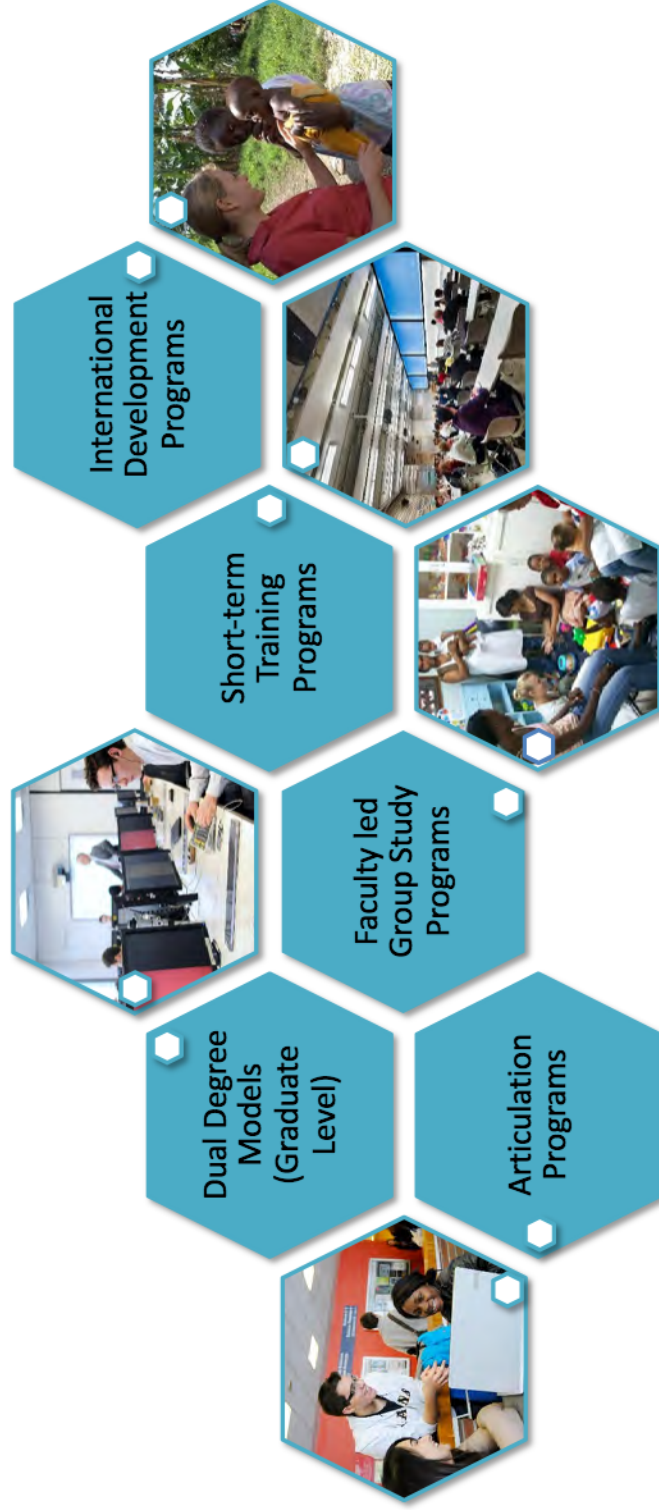 International
Development
Programs
Dual Degree
Models
(Graduate
Level)
Short-term
Training
Programs
Faculty led
Group Study
Programs
Articulation
Programs